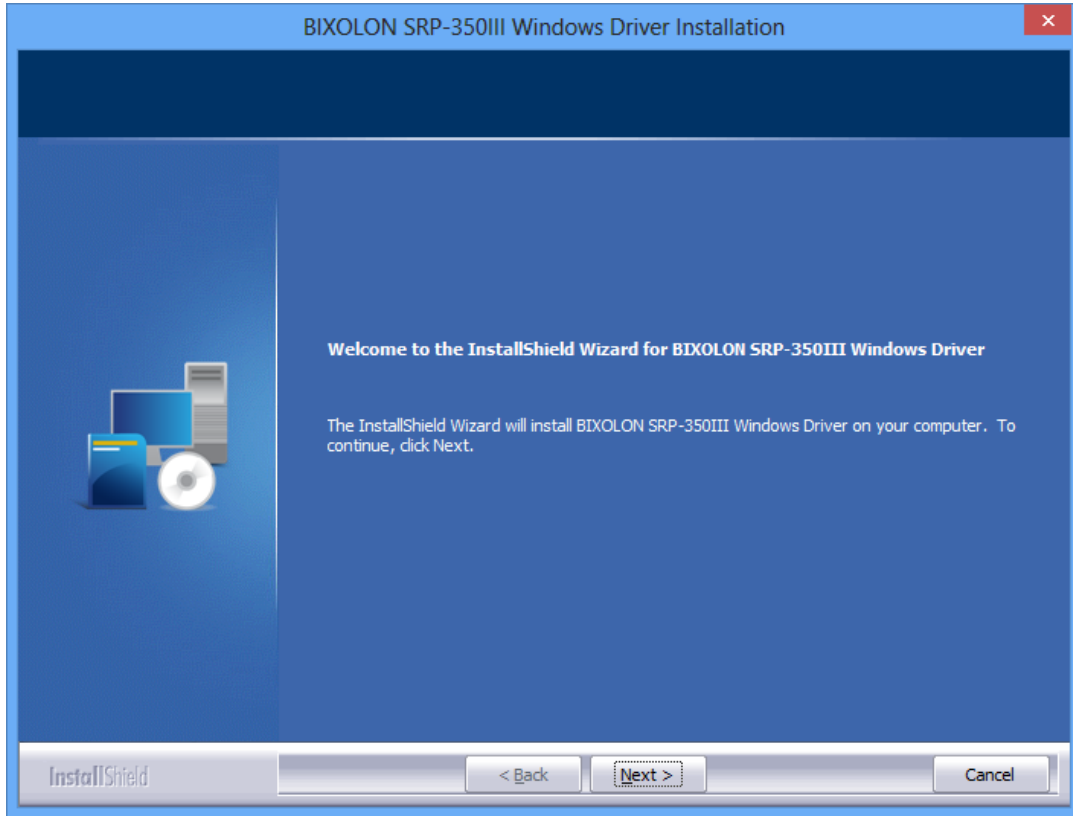 BIXOLON SRP-350III Windows Driver Installation
Welcome to the InstallShield Wizard for BIXOLON SRP-350III Windows Driver
The InstallShield Wizard will install BIXOLON SRP-350III Windows Driver on your computer. To
continue, click Next.
InstallShield
< Back
Next >
Cancel